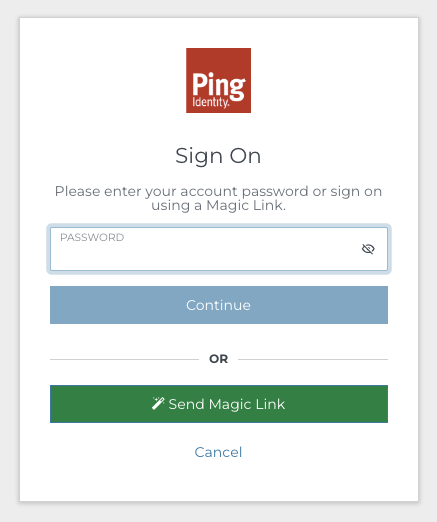 Ping
Identity.
Sign On
Please enter your account password or sign on
using a Magic Link.
PASSWORD
Continue
OR
Send Magic Link
Cancel